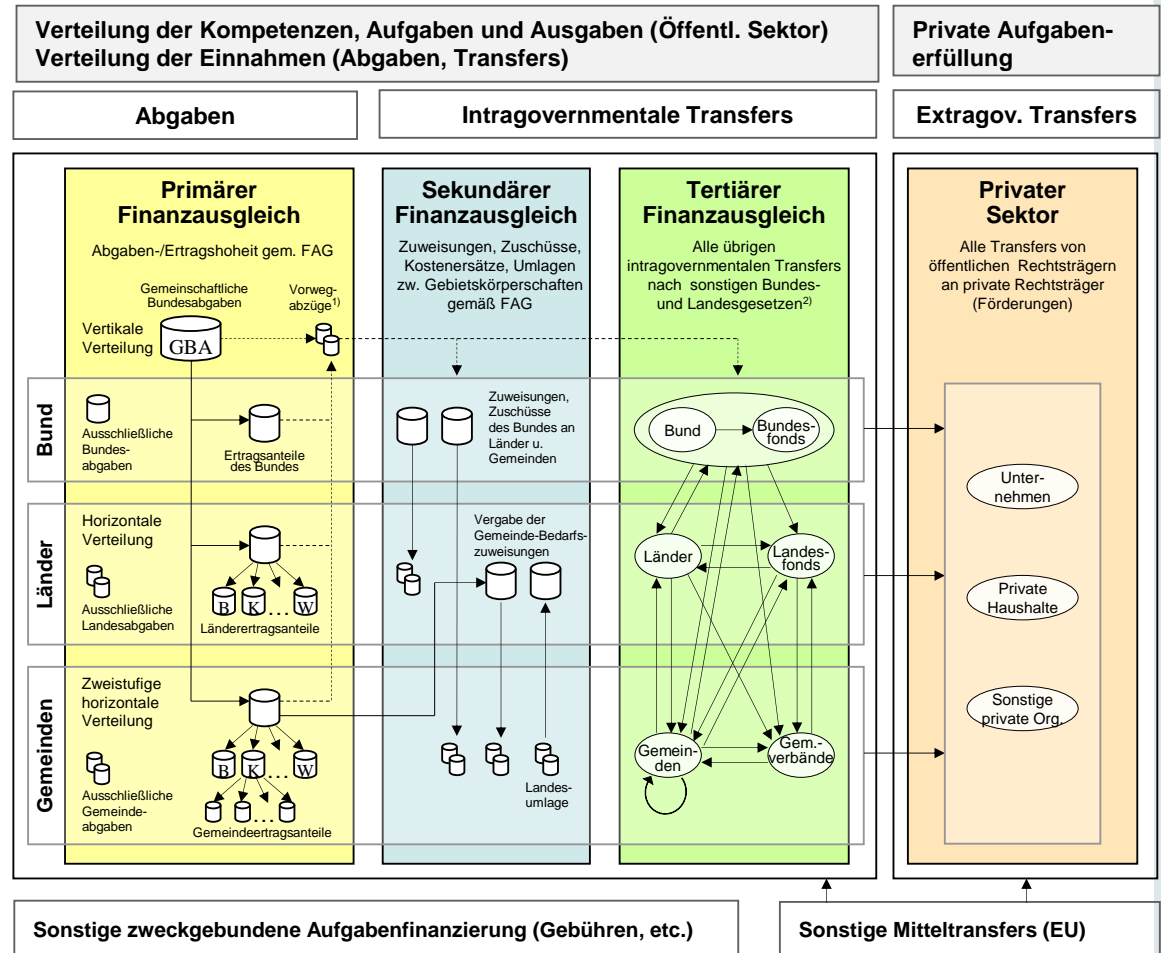 Verteilung der Kompetenzen, Aufgaben und Ausgaben (Öffentl. Sektor)
Verteilung der Einnahmen (Abgaben, Transfers)
Private Aufgaben-
erfüllung
Abgaben
Intragovernmentale Transfers
Extragov. Transfers
Primärer
Finanzausgleich
Abgaben-/Ertragshoheit gem. FAG
Gemeinschaftliche
Bundesabgaben
Vorweg-
abzüge1)
Vertikale
Verteilung
GBA
Sekundärer
Finanzausgleich
Zuweisungen, Zuschüsse,
Kostenersätze, Umlagen
zw. Gebietskörperschaften
gemäß FAG
Tertiärer
Finanzausgleich
Alle übrigen
intragovernmentalen Transfers
nach sonstigen Bundes-
und Landesgesetzen2)
Privater
Sektor
Alle Transfers von
öffentlichen Rechtsträgern
an private Rechtsträger
(Förderungen)
Bund
Ausschließliche
Bundes-
abgaben
Ertragsanteile
des Bundes
Zuweisungen,
Zuschüsse
des Bundes an
Länder u.
Gemeinden
Bund
Bundes-
fonds
Unter-
nehmen
Länder
Horizontale
Verteilung
Ausschließliche
Landesabgaben
B K ... W
Länderertragsanteile
Vergabe der
Gemeinde-Bedarfs-
zuweisungen
Länder
Landes-
fonds
Private
Haushalte
Gemeinden
Zweistufige
horizontale
Verteilung
Ausschließliche
Gemeinde-
abgaben
B K ... W
...
Gemeindeertragsanteile
Landes-
umlage
Gemein-
den
Gem.-
verbände
Sonstige
private Org.
Sonstige zweckgebundene Aufgabenfinanzierung (Gebühren, etc.)
Sonstige Mitteltransfers (EU)